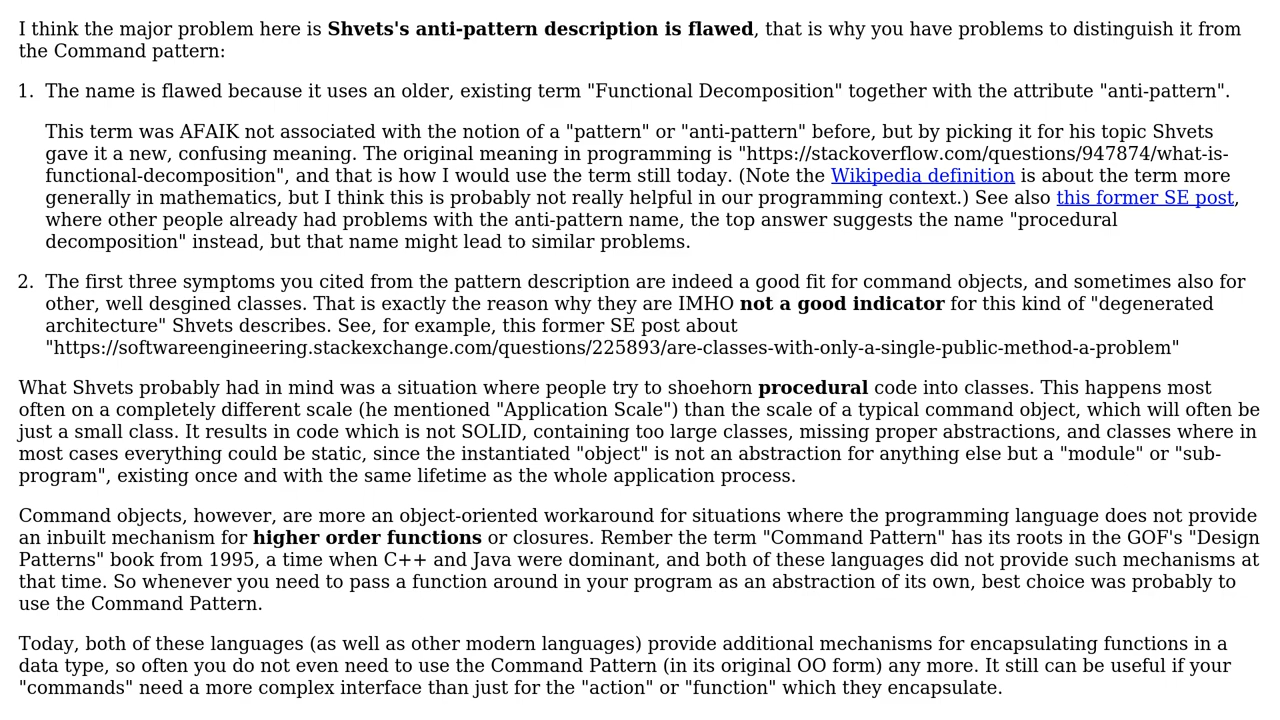 I think the major problem here is Shvets's anti-pattern description is flawed, that is why you have problems to distinguish it from
the Command pattern:
1. The name is flawed because it uses an older, existing term "Functional Decomposition" together with the attribute "anti-pattern".
This term was AFAIK not associated with the notion of a "pattern" or "anti-pattern" before, but by picking it for his topic Shvets
gave it a new, confusing meaning. The original meaning in programming is "https://stackoverflow.com/questions/947874/what-is-
functional-decomposition", and that is how I would use the term still today. (Note the Wikipedia definition is about the term more
generally in mathematics, but I think this is probably not really helpful in our programming context.) See also this former SE post,
where other people already had problems with the anti-pattern name, the top answer suggests the name "procedural
decomposition" instead, but that name might lead to similar problems.
2. The first three symptoms you cited from the pattern description are indeed a good fit for command objects, and sometimes also for
other, well desgined classes. That is exactly the reason why they are IMHO not a good indicator for this kind of "degenerated
architecture" Shvets describes. See, for example, this former SE post about
"https://softwareengineering.stackexchange.com/questions/225893/are-classes-with-only-a-single-public-method-a-problem"
What Shvets probably had in mind was a situation where people try to shoehorn procedural code into classes. This happens most
often on a completely different scale (he mentioned "Application Scale") than the scale of a typical command object, which will often be
just a small class. It results in code which is not SOLID, containing too large classes, missing proper abstractions, and classes where in
most cases everything could be static, since the instantiated "object" is not an abstraction for anything else but a "module" or "sub-
program", existing once and with the same lifetime as the whole application process.
Command objects, however, are more an object-oriented workaround for situations where the programming language does not provide
an inbuilt mechanism for higher order functions or closures. Rember the term "Command Pattern" has its roots in the GOF's "Design
Patterns" book from 1995, a time when C++ and Java were dominant, and both of these languages did not provide such mechanisms at
that time. So whenever you need to pass a function around in your program as an abstraction of its own, best choice was probably to
use the Command Pattern.
Today, both of these languages (as well as other modern languages) provide additional mechanisms for encapsulating functions in a
data type, so often you do not even need to use the Command Pattern (in its original OO form) any more. It still can be useful if your
"commands" need a more complex interface than just for the "action" or "function" which they encapsulate.